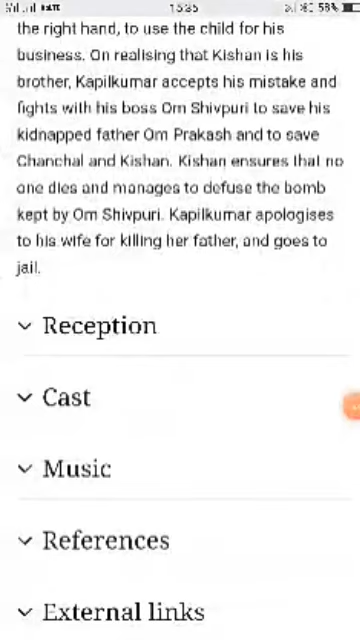 15:35
58%
the right hand, to use the child for his
business. On realising that Kishan is his
brother, Kapilkumar accepts his mistake and
fights with his boss Om Shivpuri to save his
kidnapped father Om Prakash and to save
Chanchal and Kishan. Kishan ensures that no
one dies and manages to defuse the bomb
kept by Om Shivpuri. Kapilkumar apologises
to his wife for killing her father, and goes to
jail.
Reception
Cast
Music
References
External links